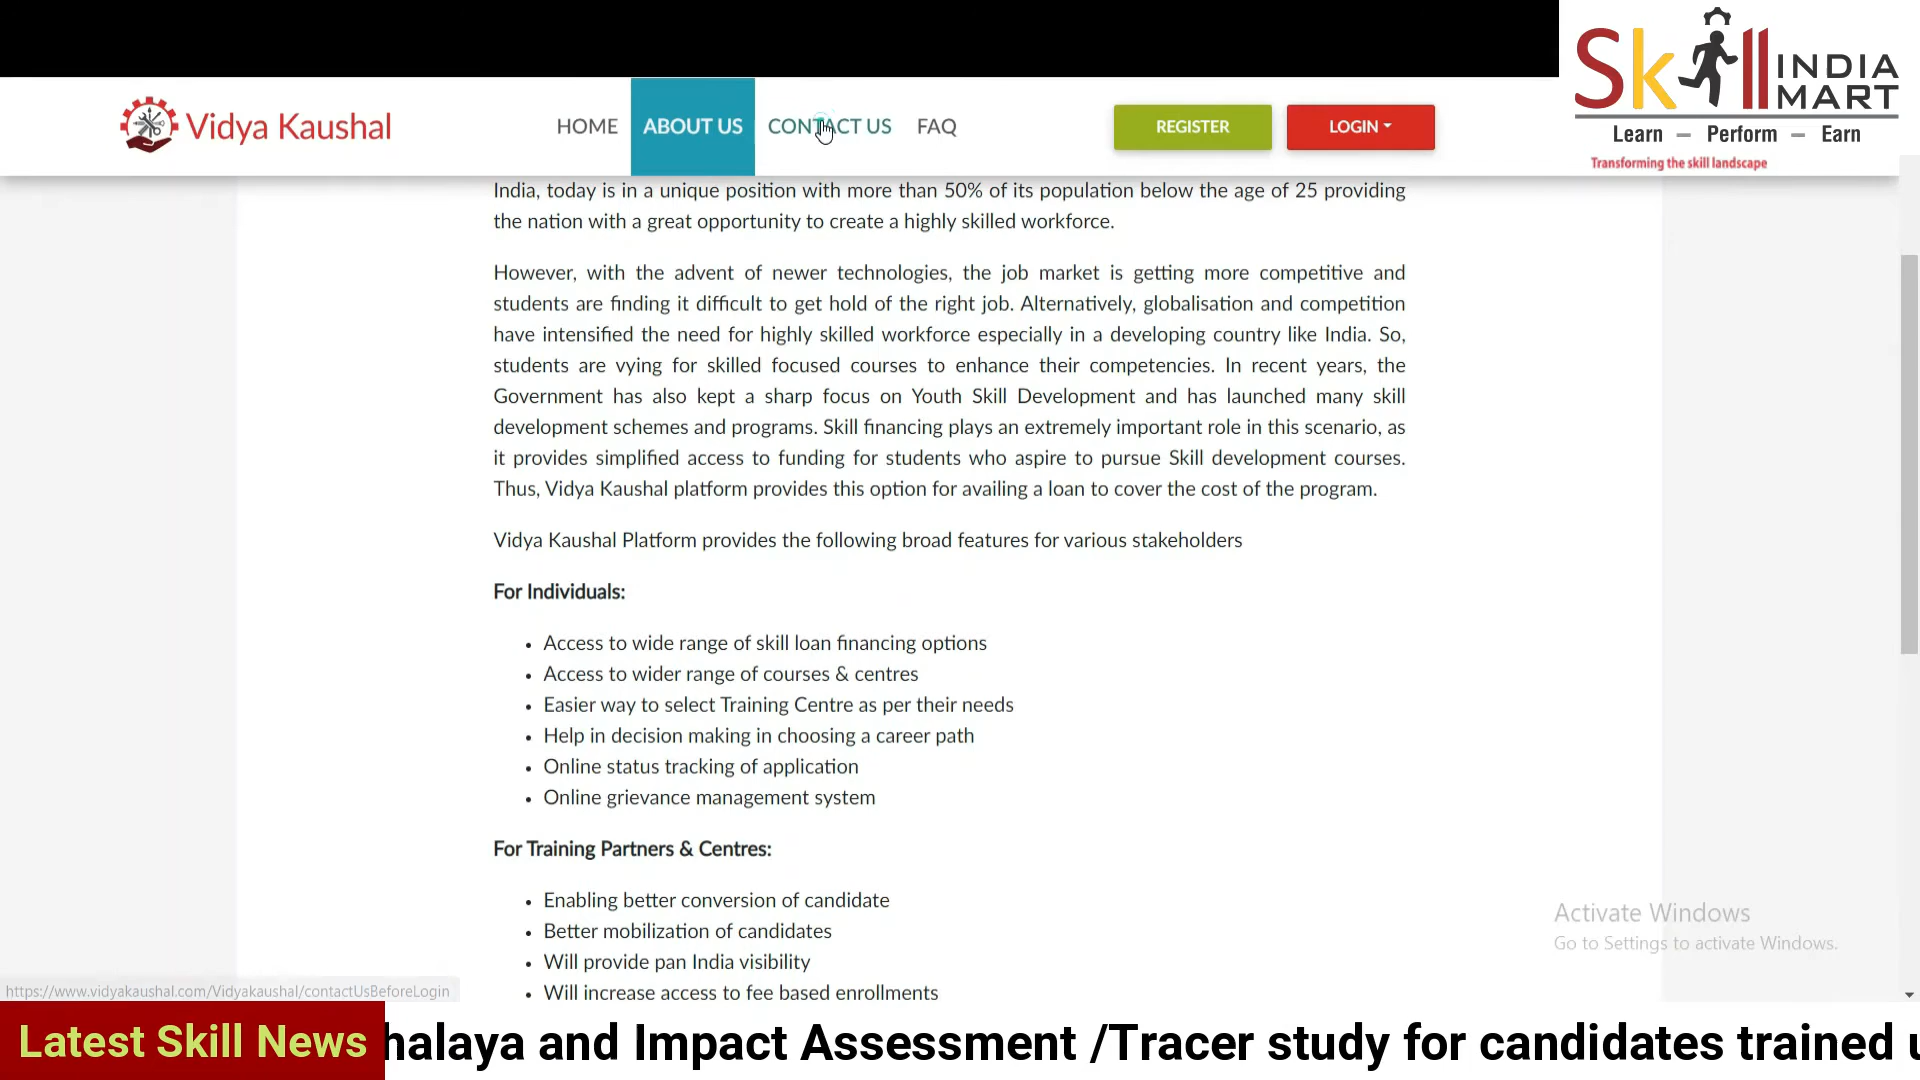 Skill INDIA MART
Learn – Perform – Earn
Transforming the skill landscape
Vidya Kaushal
HOME ABOUT US CONTACT US FAQ REGISTER LOGIN
India, today is in a unique position with more than 50% of its population below the age of 25 providing
the nation with a great opportunity to create a highly skilled workforce.
However, with the advent of newer technologies, the job market is getting more competitive and
students are finding it difficult to get hold of the right job. Alternatively, globalisation and competition
have intensified the need for highly skilled workforce especially in a developing country like India. So,
students are vying for skilled focused courses to enhance their competencies. In recent years, the
Government has also kept a sharp focus on Youth Skill Development and has launched many skill
development schemes and programs. Skill financing plays an extremely important role in this scenario, as
it provides simplified access to funding for students who aspire to pursue Skill development courses.
Thus, Vidya Kaushal platform provides this option for availing a loan to cover the cost of the program.
Vidya Kaushal Platform provides the following broad features for various stakeholders
For Individuals:
• Access to wide range of skill loan financing options
• Access to wider range of courses & centres
• Easier way to select Training Centre as per their needs
• Help in decision making in choosing a career path
• Online status tracking of application
• Online grievance management system
For Training Partners & Centres:
• Enabling better conversion of candidate
• Better mobilization of candidates
• Will provide pan India visibility
• Will increase access to fee based enrollments
Activate Windows
Go to Settings to activate Windows.
https://www.vidyakaushal.com/Vidyakaushal/contactUsBeforeLogin
Latest Skill News halaya and Impact Assessment /Tracer study for candidates trained u